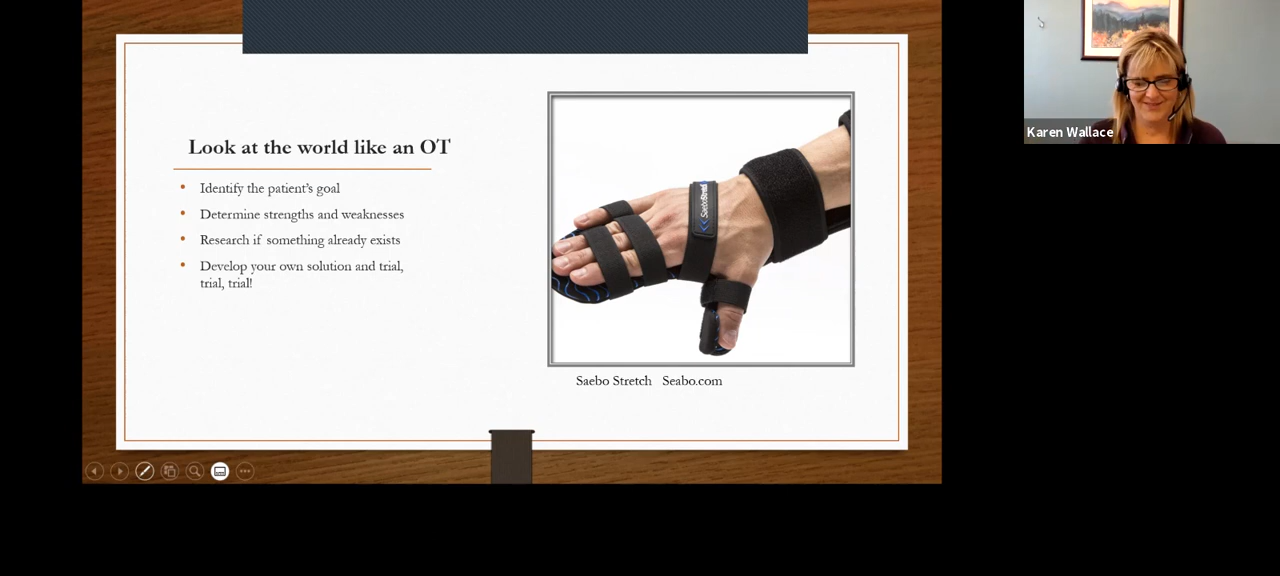 Look at the world like an OT
• Identify the patient's goal
• Determine strengths and weaknesses
• Research if something already exists
• Develop your own solution and trial,
trial, trial!
SaeboStretch
Saebo Stretch Seabo.com
Karen Wallace